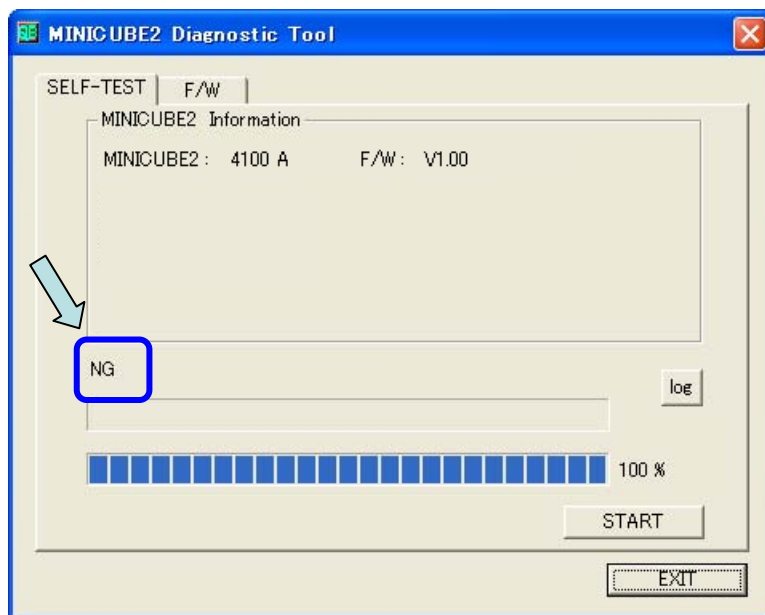 MINICUBE2 Diagnostic Tool
SELF-TEST
F/W
MINICUBE2 Information
MINICUBE2 : 4100 A F/W : V1.00
NG
log
100 %
START
EXIT